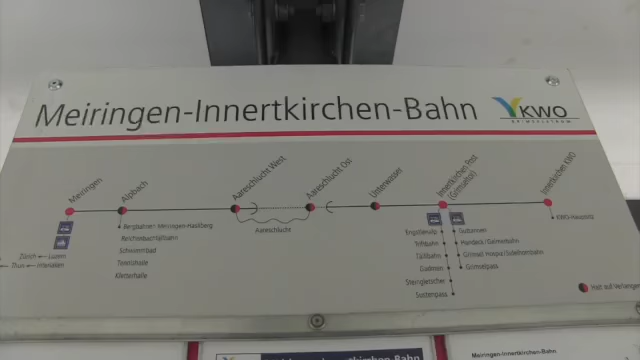 Meiringen-Innertkirchen-Bahn
KWO
GRIMSELSTROM
Meiringen
Alpbach
Aareschlucht West
Aareschlucht Ost
Unterwasser
Innertkirchen Post
(Grimseltor)
Innertkirchen KWO
Zürich ← Luzern
← Thun ← Interlaken
Bergbahnen Meiringen-Hasliberg
Reichenbachfallbahn
Schwimmbad
Tennishalle
Kletterhalle
Aareschlucht
Engstlenalp
Triftbahn
Tällibahn
Gadmen
Steingletscher
Sustenpass
Guttannen
Handeck/Gelmerbahn
Grimsel Hospiz/Sidelhornbahn
Grimselpass
KWO-Hauptsitz
Halt auf Verlangen
Meiringen-Innertkirchen-Bahn